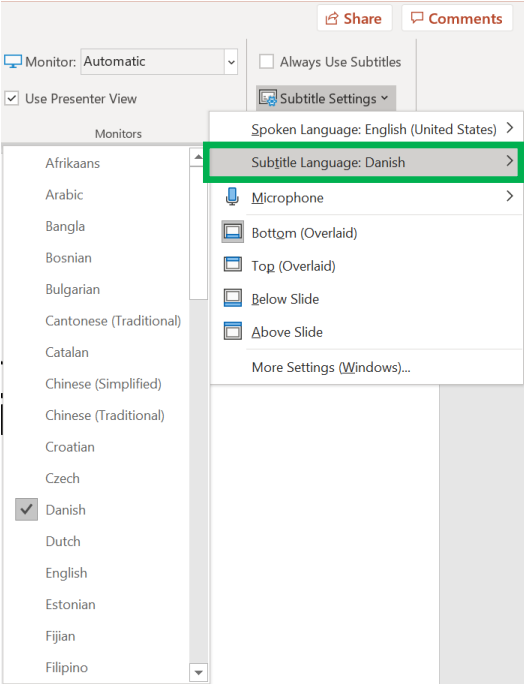 Share
Comments
Monitor: Automatic
Always Use Subtitles
Use Presenter View
Subtitle Settings
Monitors
Spoken Language: English (United States)
Subtitle Language: Danish
Microphone
Bottom (Overlaid)
Top (Overlaid)
Below Slide
Above Slide
More Settings (Windows)...
Afrikaans
Arabic
Bangla
Bosnian
Bulgarian
Cantonese (Traditional)
Catalan
Chinese (Simplified)
Chinese (Traditional)
Croatian
Czech
Danish
Dutch
English
Estonian
Fijian
Filipino